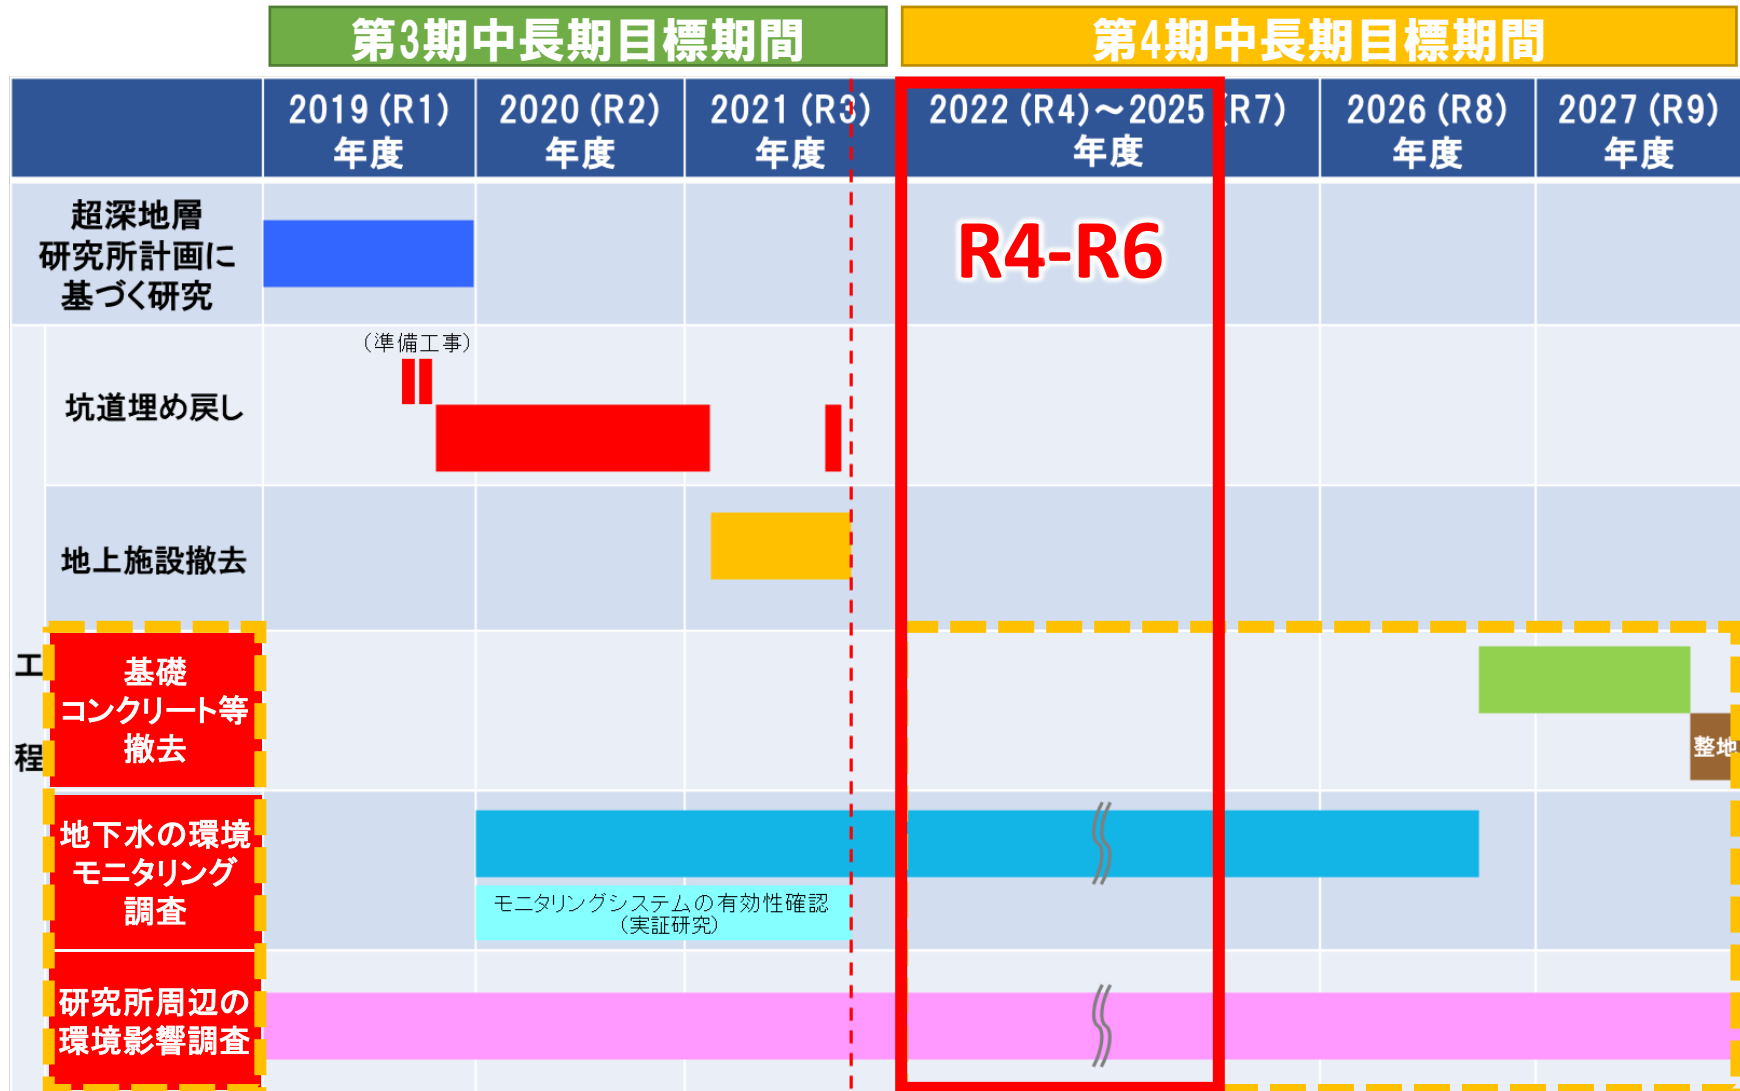 第3期中長期目標期間
第4期中長期目標期間
2019 (R1)
年度
2020 (R2)
年度
2021 (R3)
年度
2022 (R4)～2025 (R7)
年度
2026 (R8)
年度
2027 (R9)
年度
超深地層
研究所計画に
基づく研究
R4-R6
工程
坑道埋め戻し
（準備工事）
地上施設撤去
基礎
コンクリート等
撤去
整地
地下水の環境
モニタリング
調査
モニタリングシステムの有効性確認
（実証研究）
研究所周辺の
環境影響調査